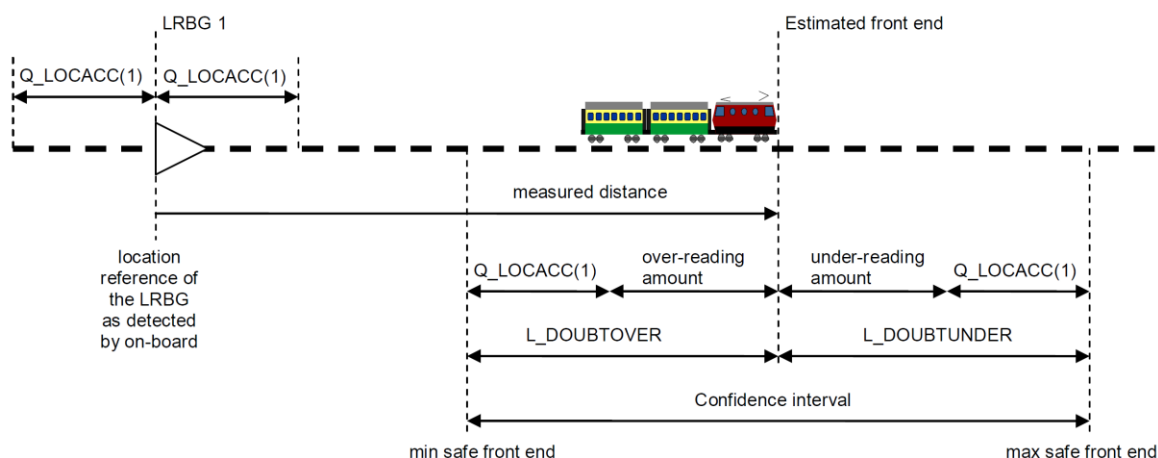 LRBG 1
Estimated front end
Q_LOCACC(1) Q_LOCACC(1)
measured distance
location
reference of
the LRBG
as detected
by on-board
Q_LOCACC(1)
over-reading
amount
under-reading
amount
Q_LOCACC(1)
L_DOUBTOVER
L_DOUBTUNDER
Confidence interval
min safe front end
max safe front end